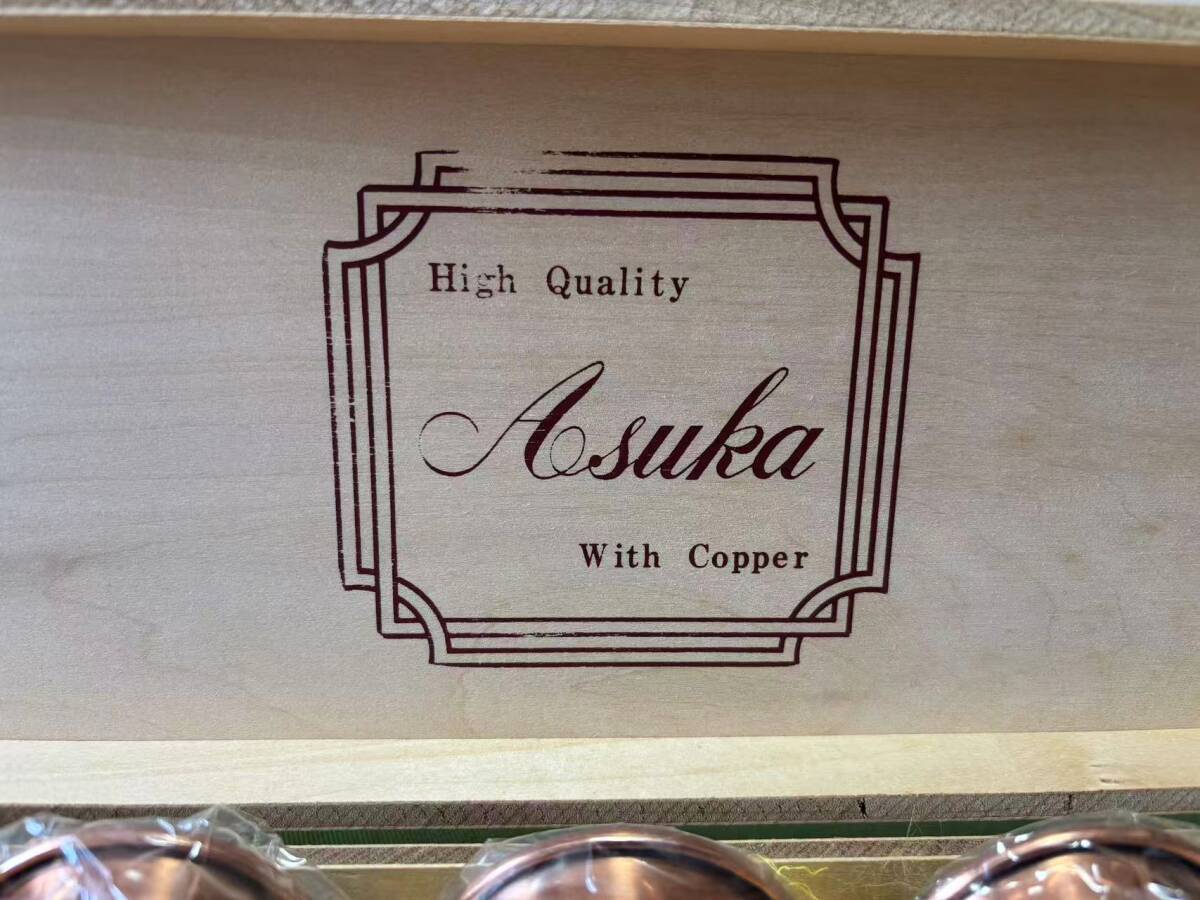 High Quality
Asuka
With Copper